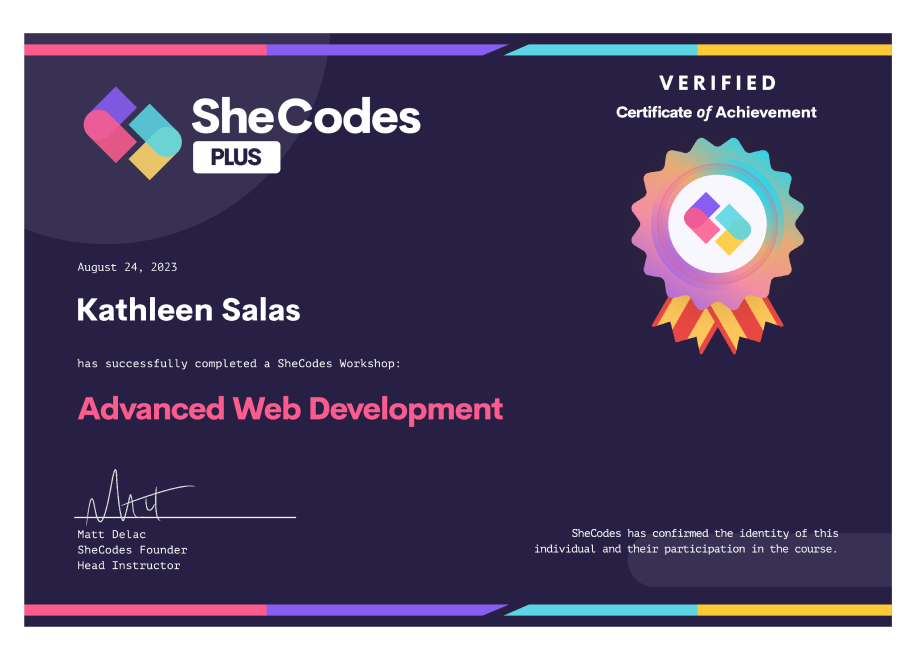 SheCodes
PLUS
VERIFIED
Certificate of Achievement
August 24, 2023
Kathleen Salas
has successfully completed a SheCodes Workshop:
Advanced Web Development
Matt Delac
SheCodes Founder
Head Instructor
SheCodes has confirmed the identity of this
individual and their participation in the course.